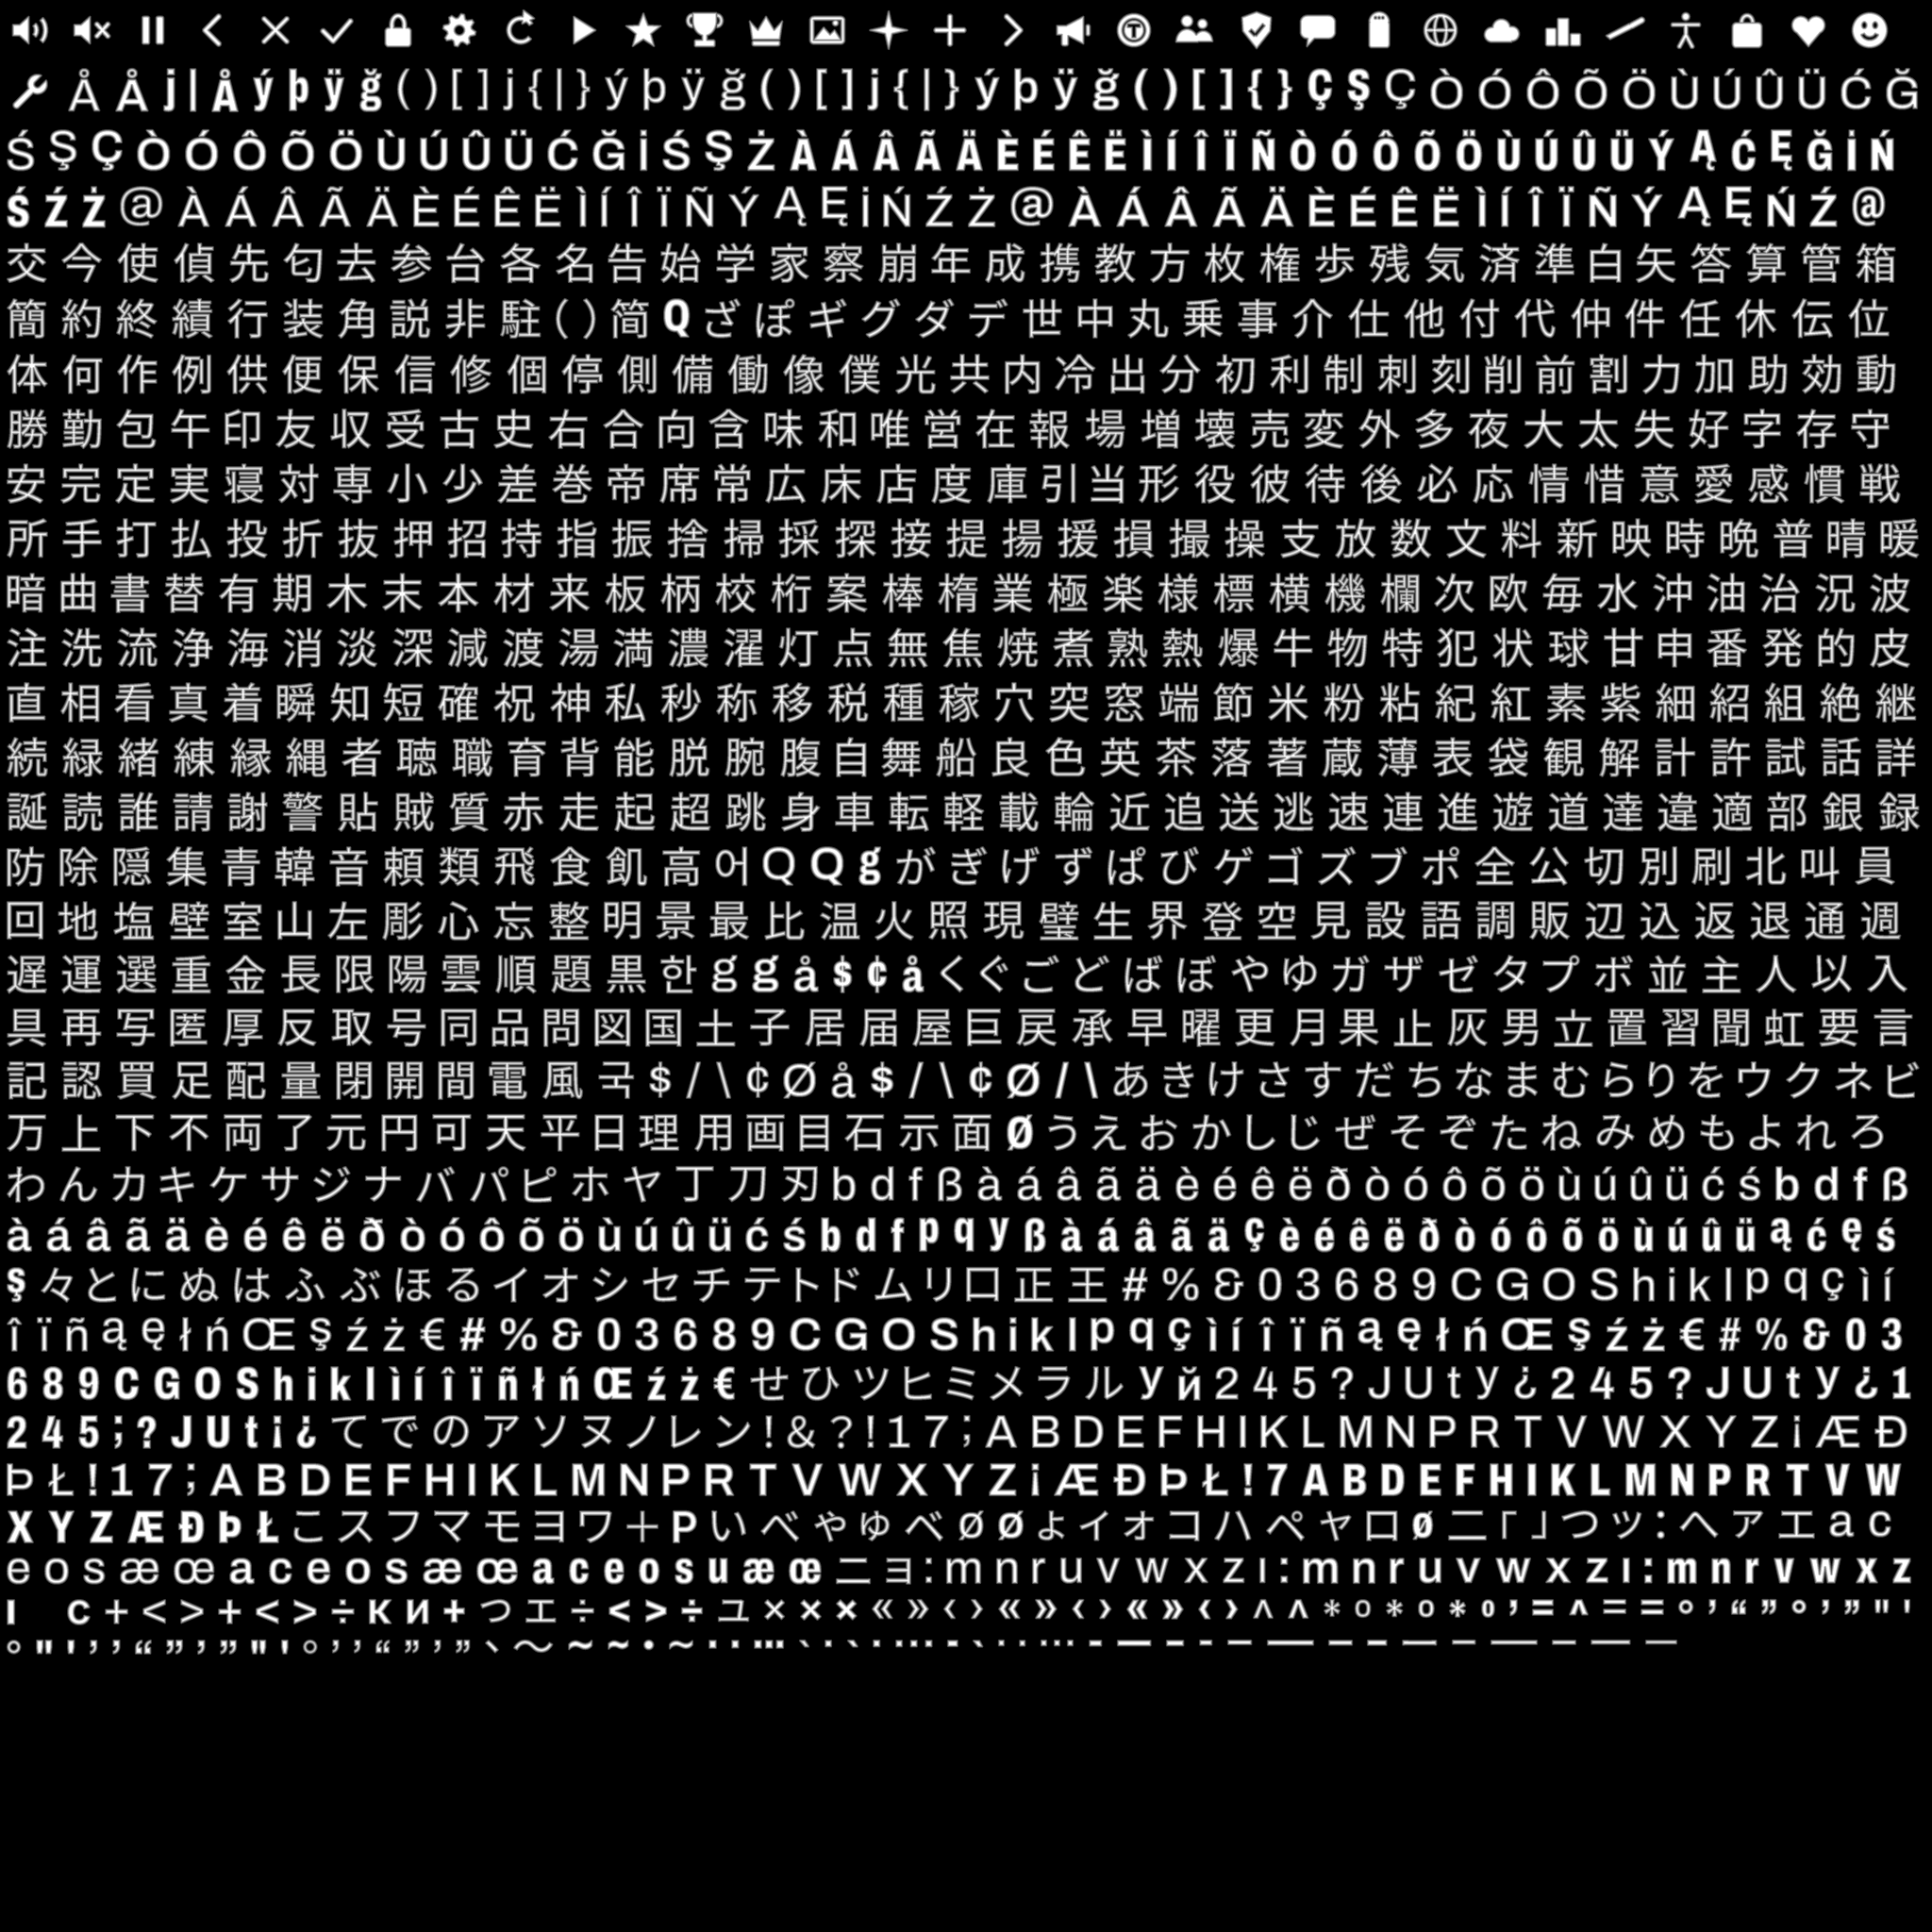 Å Å j | Å ý þ ÿ ğ ( ) [ ] j { | } ý þ ÿ ğ ( ) [ ] j { | } ý þ ÿ ğ ( ) [ ] { } Ç Ş Ç Ò Ó Ô Õ Ö Ù Ú Û Ü Ć Ğ
Ś Ş Ç Ò Ó Ô Õ Ö Ù Ú Û Ü Ć Ğ İ Ś Ş Ż À Á Â Ã Ä È É Ê Ë Ì Í Î Ï Ñ Ò Ó Ô Õ Ö Ù Ú Û Ü Ý Ą Ć Ę Ğ İ Ń
Ś Ź Ż @ À Á Â Ã Ä È É Ê Ë Ì Í Î Ï Ñ Ý Ą Ę İ Ń Ź Ż @ À Á Â Ã Ä È É Ê Ë Ì Í Î Ï Ñ Ý Ą Ę Ń Ź @
交 今 使 偵 先 匂 去 参 台 各 名 告 始 学 家 察 崩 年 成 携 教 方 枚 権 歩 残 気 済 準 白 矢 答 算 管 箱
簡 約 終 績 行 装 角 説 非 駐 ( ) 简 Q ざ ぽ ギ グ ダ デ 世 中 丸 乗 事 介 仕 他 付 代 仲 件 任 休 伝 位
体 何 作 例 供 便 保 信 修 個 停 側 備 働 像 僕 光 共 内 冷 出 分 初 利 制 刺 刻 削 前 割 力 加 助 効 動
勝 勤 包 午 印 友 収 受 古 史 右 合 向 含 味 和 唯 営 在 報 場 増 壊 売 変 外 多 夜 大 太 失 好 字 存 守
安 完 定 実 寝 対 専 小 少 差 巻 帝 席 常 広 床 店 度 庫 引 当 形 役 彼 待 後 必 応 情 惜 意 愛 感 慣 戦
所 手 打 払 投 折 抜 押 招 持 指 振 捨 掃 採 探 接 提 揚 援 損 撮 操 支 放 数 文 料 新 映 時 晩 普 晴 暖
暗 曲 書 替 有 期 木 末 本 材 来 板 柄 校 桁 案 棒 楕 業 極 楽 様 標 横 機 欄 次 欧 毎 水 沖 油 治 況 波
注 洗 流 浄 海 消 淡 深 減 渡 湯 満 濃 濯 灯 点 無 焦 焼 煮 熟 熱 爆 牛 物 特 犯 状 球 甘 申 番 発 的 皮
直 相 看 真 着 瞬 知 短 確 祝 神 私 秒 称 移 税 種 稼 穴 突 窓 端 節 米 粉 粘 紀 紅 素 紫 細 紹 組 絶 継
続 緑 緒 練 縁 縄 者 聴 職 育 背 能 脱 腕 腹 自 舞 船 良 色 英 茶 落 著 蔵 薄 表 袋 観 解 計 許 試 話 詳
誕 読 誰 請 謝 警 貼 賊 質 赤 走 起 超 跳 身 車 転 軽 載 輪 近 追 送 逃 速 連 進 遊 道 達 違 適 部 銀 録
防 除 隠 集 青 韓 音 頼 類 飛 食 飢 高 어 Q Q g が ぎ げ ず ぱ び ゲ ゴ ズ ブ ポ 全 公 切 別 刷 北 叫 員
回 地 塩 壁 室 山 左 彫 心 忘 整 明 景 最 比 温 火 照 現 璧 生 界 登 空 見 設 語 調 販 辺 込 返 退 通 週
遅 運 選 重 金 長 限 陽 雲 順 題 黒 한 g g å $ ¢ å く ぐ ご ど ば ぼ や ゆ ガ ザ ゼ タ プ ボ 並 主 人 以 入
具 再 写 匿 厚 反 取 号 同 品 問 図 国 土 子 居 届 屋 巨 戻 承 早 曜 更 月 果 止 灰 男 立 置 習 聞 虹 要 言
記 認 買 足 配 量 閉 開 間 電 風 국 $ / \ ¢ Ø å $ / \ ¢ Ø / \ あ き け さ す だ ち な ま む ら り を ウ ク ネ ビ
万 上 下 不 両 了 元 円 可 天 平 日 理 用 画 目 石 示 面 Ø う え お か し じ ぜ そ ぞ た ね み め も よ れ ろ
わ ん カ キ ケ サ ジ ナ バ パ ピ ホ ヤ 丁 刀 刃 b d f ß à á â ã ä è é ê ë ð ò ó ô õ ö ù ú û ü ć ś b d f ß
à á â ã ä è é ê ë ð ò ó ô õ ö ù ú û ü ć ś b d f p q y ß à á â ã ä ç è é ê ë ð ò ó ô õ ö ù ú û ü ą ć ę ś
ş 々 と に ぬ は ふ ぶ ほ る イ オ シ セ チ テ ト ド ム リ 口 正 王 # % & 0 3 6 8 9 C G O S h i k l p q ç ì í
î ï ñ ą ę ł ń Œ ş ź ż € # % & 0 3 6 8 9 C G O S h i k l p q ç ì í î ï ñ ą ę ł ń Œ ş ź ż € # % & 0 3
6 8 9 C G O S h i k l ì í î ï ñ ł ń Œ ź ż € せ ひ ツ ヒ ミ メ ラ ル у й 2 4 5 ? J U t y ¿ 2 4 5 ? J U t y ¿ 1
2 4 5 ; ? J U t ¡ ¿ て で の ア ソ ヌ ノ レ ン ! & ? ! 1 7 ; A B D E F H I K L M N P R T V W X Y Z ¡ Æ Ð
Þ Ł ! 1 7 ; A B D E F H I K L M N P R T V W X Y Z ¡ Æ Ð Þ Ł ! 7 A B D E F H I K L M N P R T V W
X Y Z Æ Ð Þ Ł こ ス フ マ モ ヨ ワ ＋ Р い べ ゃ ゅ ベ ø ø ょ ィ ォ コ ハ ペ ャ ロ ø 二 「 」 つ ッ : ヘ ァ エ a c
e o s æ œ a c e o s æ œ a c e o s u æ œ ニ ョ : m n r u v w x z ı : m n r u v w x z ı : m n r v w x z
ı с + < > + < > ÷ к и + っ ェ ÷ < > ÷ ュ × × × « » ‹ › « » ‹ › « » ‹ › ^ ^ * o * o * o ’ = ^ = = ° ’ “ ” ° ’ ” " '
° " ' ’ ’ “ ” ’ ” " ' ° ’ ’ “ ” ’ ” 、 〜 ~ ~ • ~